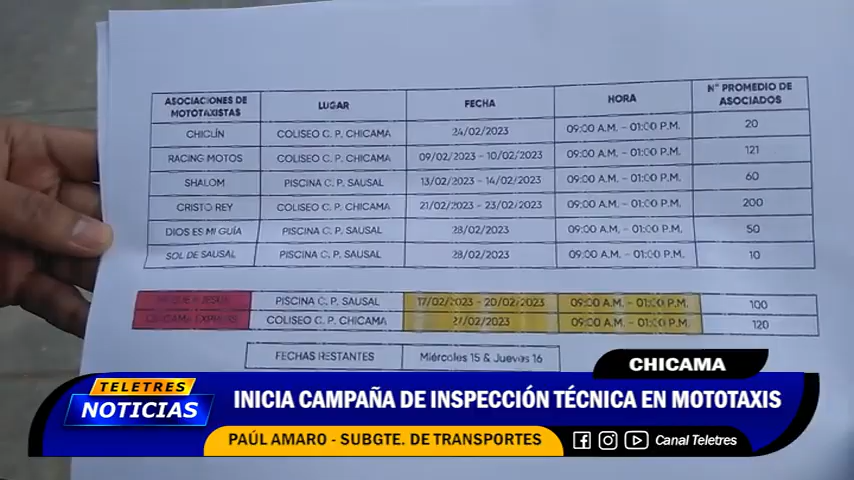 ASOCIACIONES DE MOTOTAXISTAS LUGAR FECHA HORA N° PROMEDIO DE ASOCIADOS
CHICLÍN COLISEO C. P. CHICAMA 24/02/2023 09:00 A.M. - 01:00 P.M. 20
RACING MOTOS COLISEO C. P. CHICAMA 09/02/2023 - 10/02/2023 09:00 A.M. - 01:00 P.M. 121
SHALOM PISCINA C. P. SAUSAL 13/02/2023 - 14/02/2023 09:00 A.M. - 01:00 P.M. 60
CRISTO REY COLISEO C. P. CHICAMA 21/02/2023 - 23/02/2023 09:00 A.M. - 01:00 P.M. 200
DIOS ES MI GUÍA PISCINA C. P. SAUSAL 28/02/2023 09:00 A.M. - 01:00 P.M. 50
SOL DE SAUSAL PISCINA C. P. SAUSAL 28/02/2023 09:00 A.M. - 01:00 P.M. 10
PISCINA C. P. SAUSAL 17/02/2023 - 20/02/2023 09:00 A.M. - 01:00 P.M. 100
CHICAMA EXPRESS COLISEO C. P. CHICAMA 27/02/2023 09:00 A.M. - 01:00 P.M. 120
FECHAS RESTANTES Miércoles 15 & Jueves 16
CHICAMA
TELETRES
NOTICIAS
INICIA CAMPAÑA DE INSPECCIÓN TÉCNICA EN MOTOTAXIS
PAÚL AMARO - SUBGTE. DE TRANSPORTES
Canal Teletres